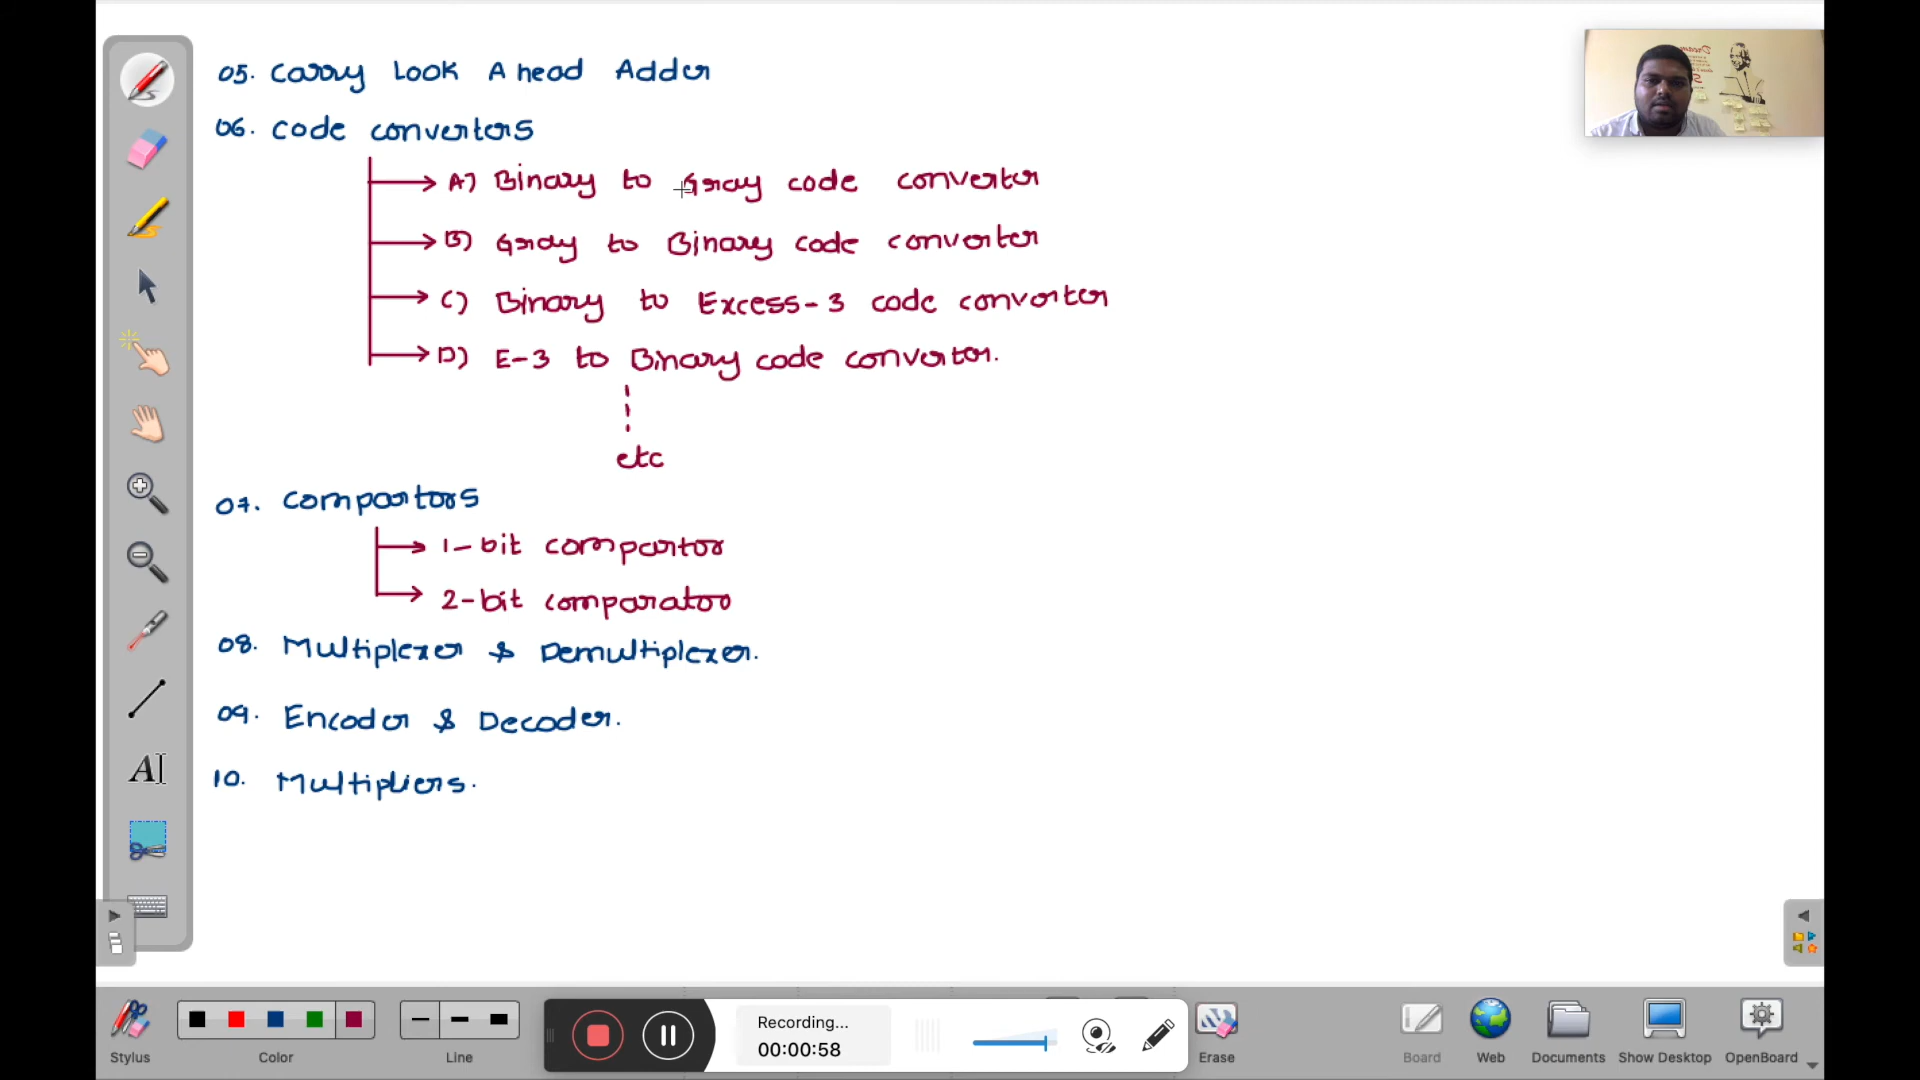 05. Carry Look Ahead Adder
06. Code converters
A) Binary to Gray code converter
B) Gray to Binary code converter
C) Binary to Excess-3 code converter
D) E-3 to Binary code converter.
etc
07. compartors
1-bit compartor
2-bit comparator
08. Multiplexer & Demultiplexer.
09. Encoder & Decoder.
10. Multipliers.
Recording...
00:00:58
Stylus Color Line Erase Board Web Documents Show Desktop OpenBoard